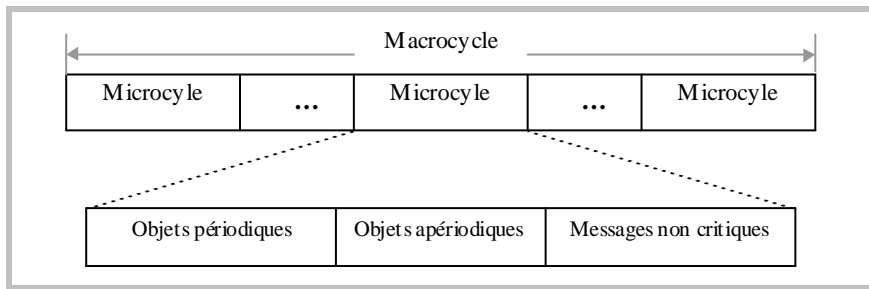 Macrocycle
Microcyle ... Microcyle ... Microcyle
Objets périodiques Objets apériodiques Messages non critiques